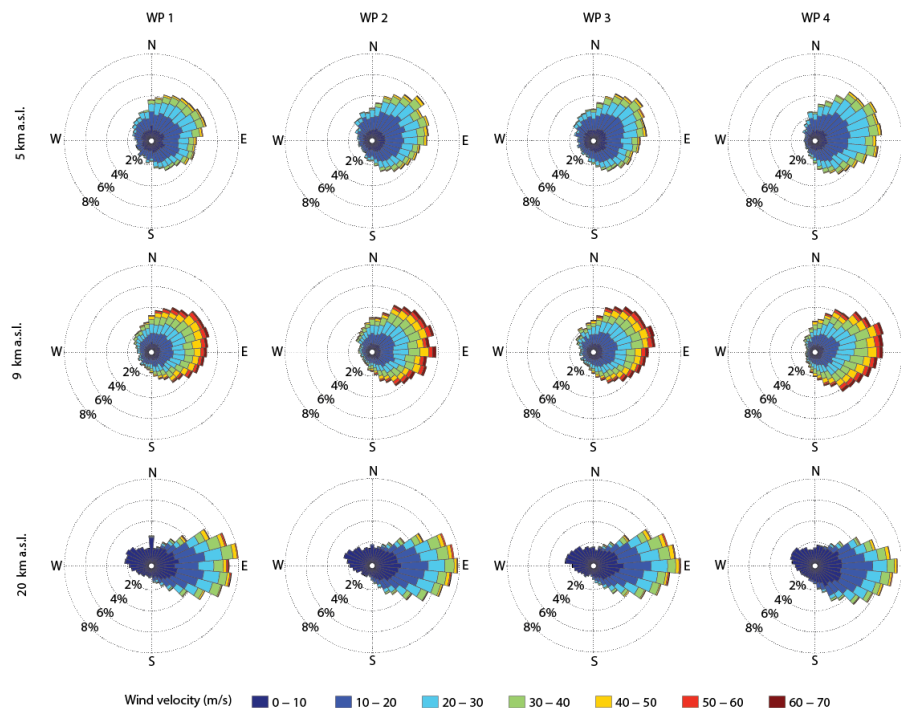 WP 1 WP 2 WP 3 WP 4
N N N N
5 km a.s.l.
W E W E W E W E
2% 2% 2% 2%
4% 4% 4% 4%
6% 6% 6% 6%
8% 8% 8% 8%
S S S S
N N N N
9 km a.s.l.
W E W E W E W E
2% 2% 2% 2%
4% 4% 4% 4%
6% 6% 6% 6%
8% 8% 8% 8%
S S S S
N N N N
20 km a.s.l.
W E W E W E W E
2% 2% 2% 2%
4% 4% 4% 4%
6% 6% 6% 6%
8% 8% 8% 8%
S S S S
Wind velocity (m/s) 0 – 10 10 – 20 20 – 30 30 – 40 40 – 50 50 – 60 60 – 70